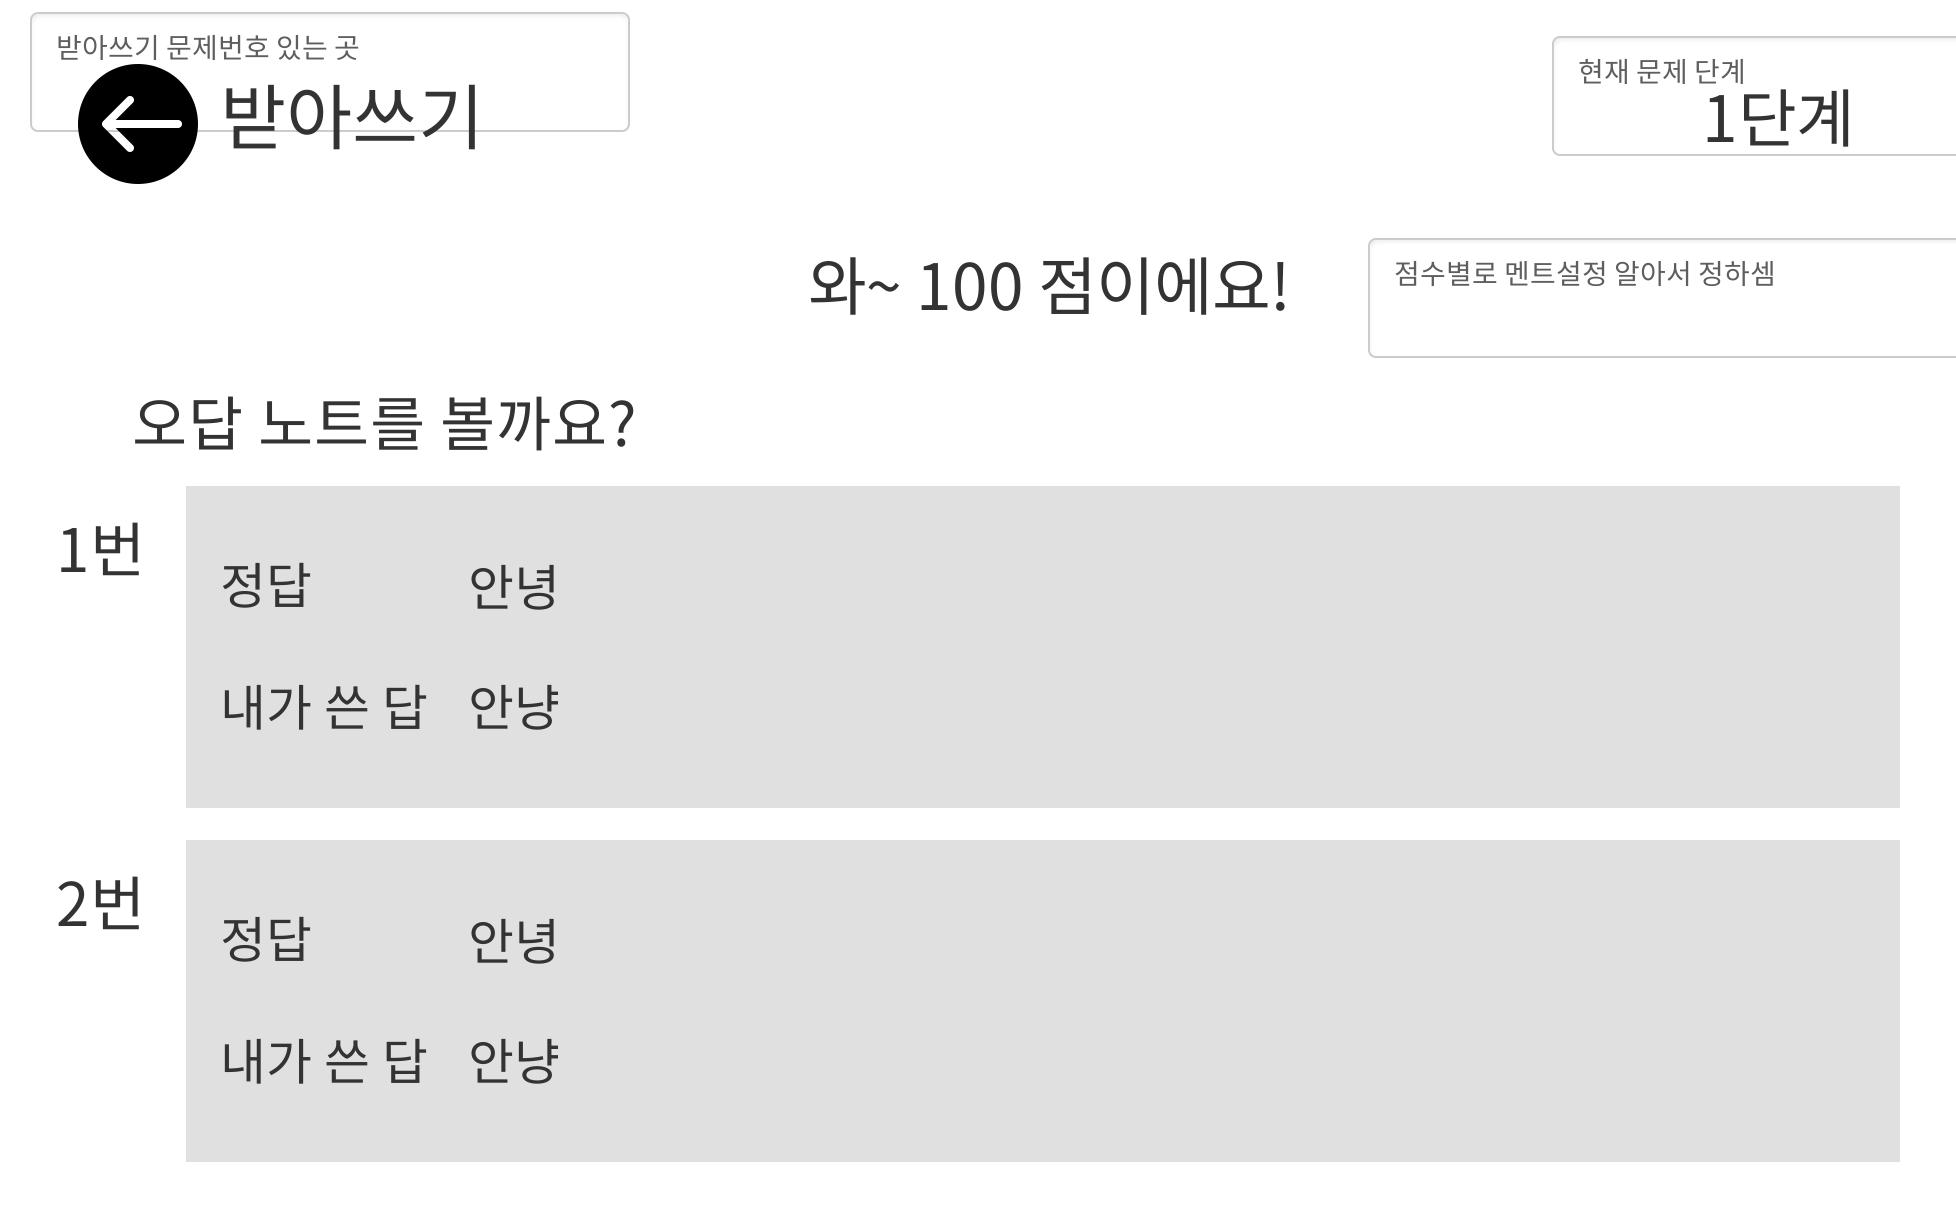 받아쓰기 문제번호 있는 곳
받아쓰기
현재 문제 단계
1단계
와~ 100 점이에요!
점수별로 멘트설정 알아서 정하셈
오답 노트를 볼까요?
1번
정답 안녕
내가 쓴 답 안냥
2번
정답 안녕
내가 쓴 답 안냥